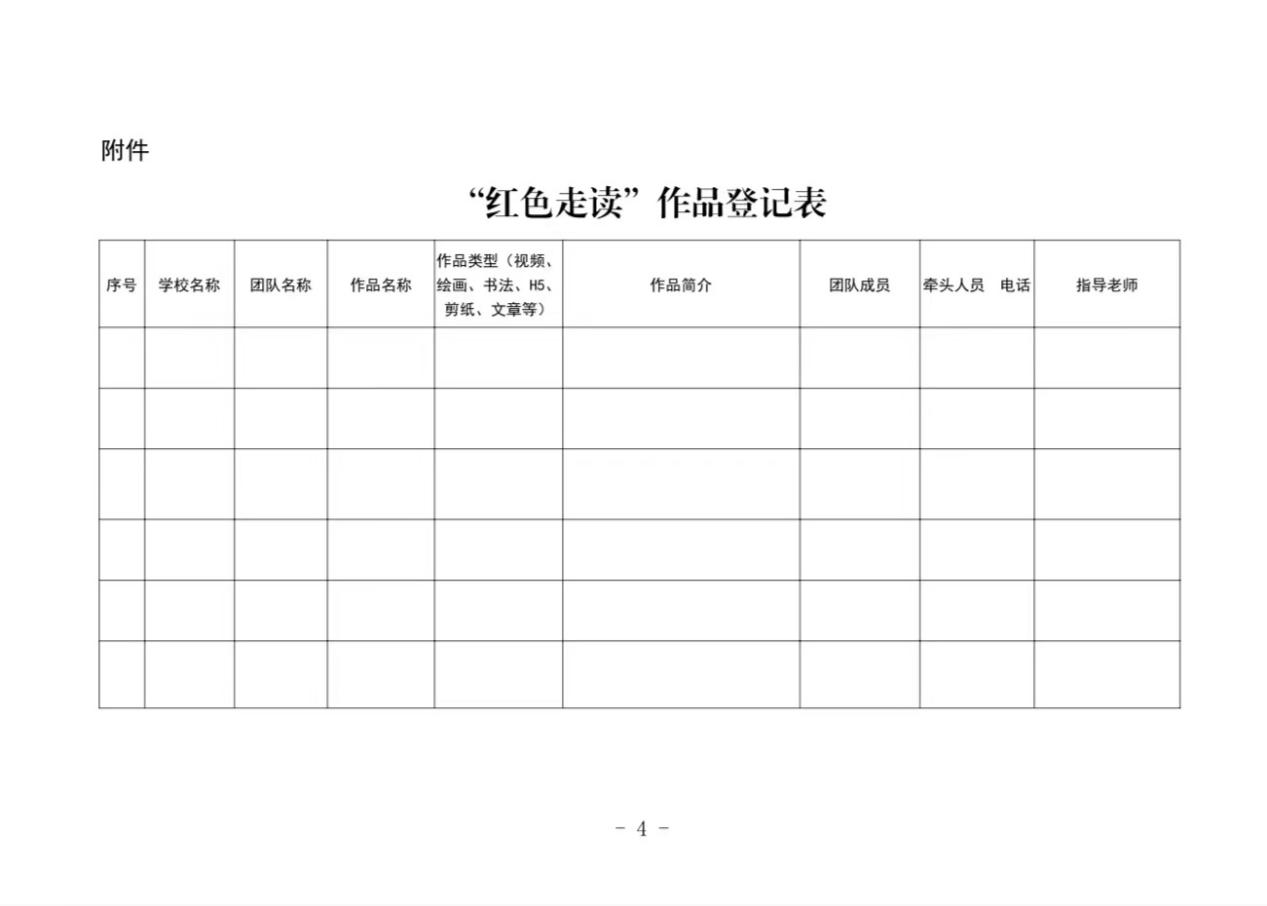 附件
“红色走读”作品登记表
序号
学校名称
团队名称
作品名称
作品类型（视频、
绘画、书法、H5、
剪纸、文章等）
作品简介
团队成员
牵头人员 电话
指导老师
- 4 -